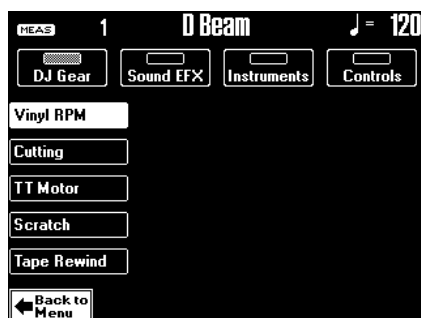 MEAS 1 D Beam ♩= 120
DJ Gear Sound EFX Instruments Controls
Vinyl RPM
Cutting
TT Motor
Scratch
Tape Rewind
Back to
Menu